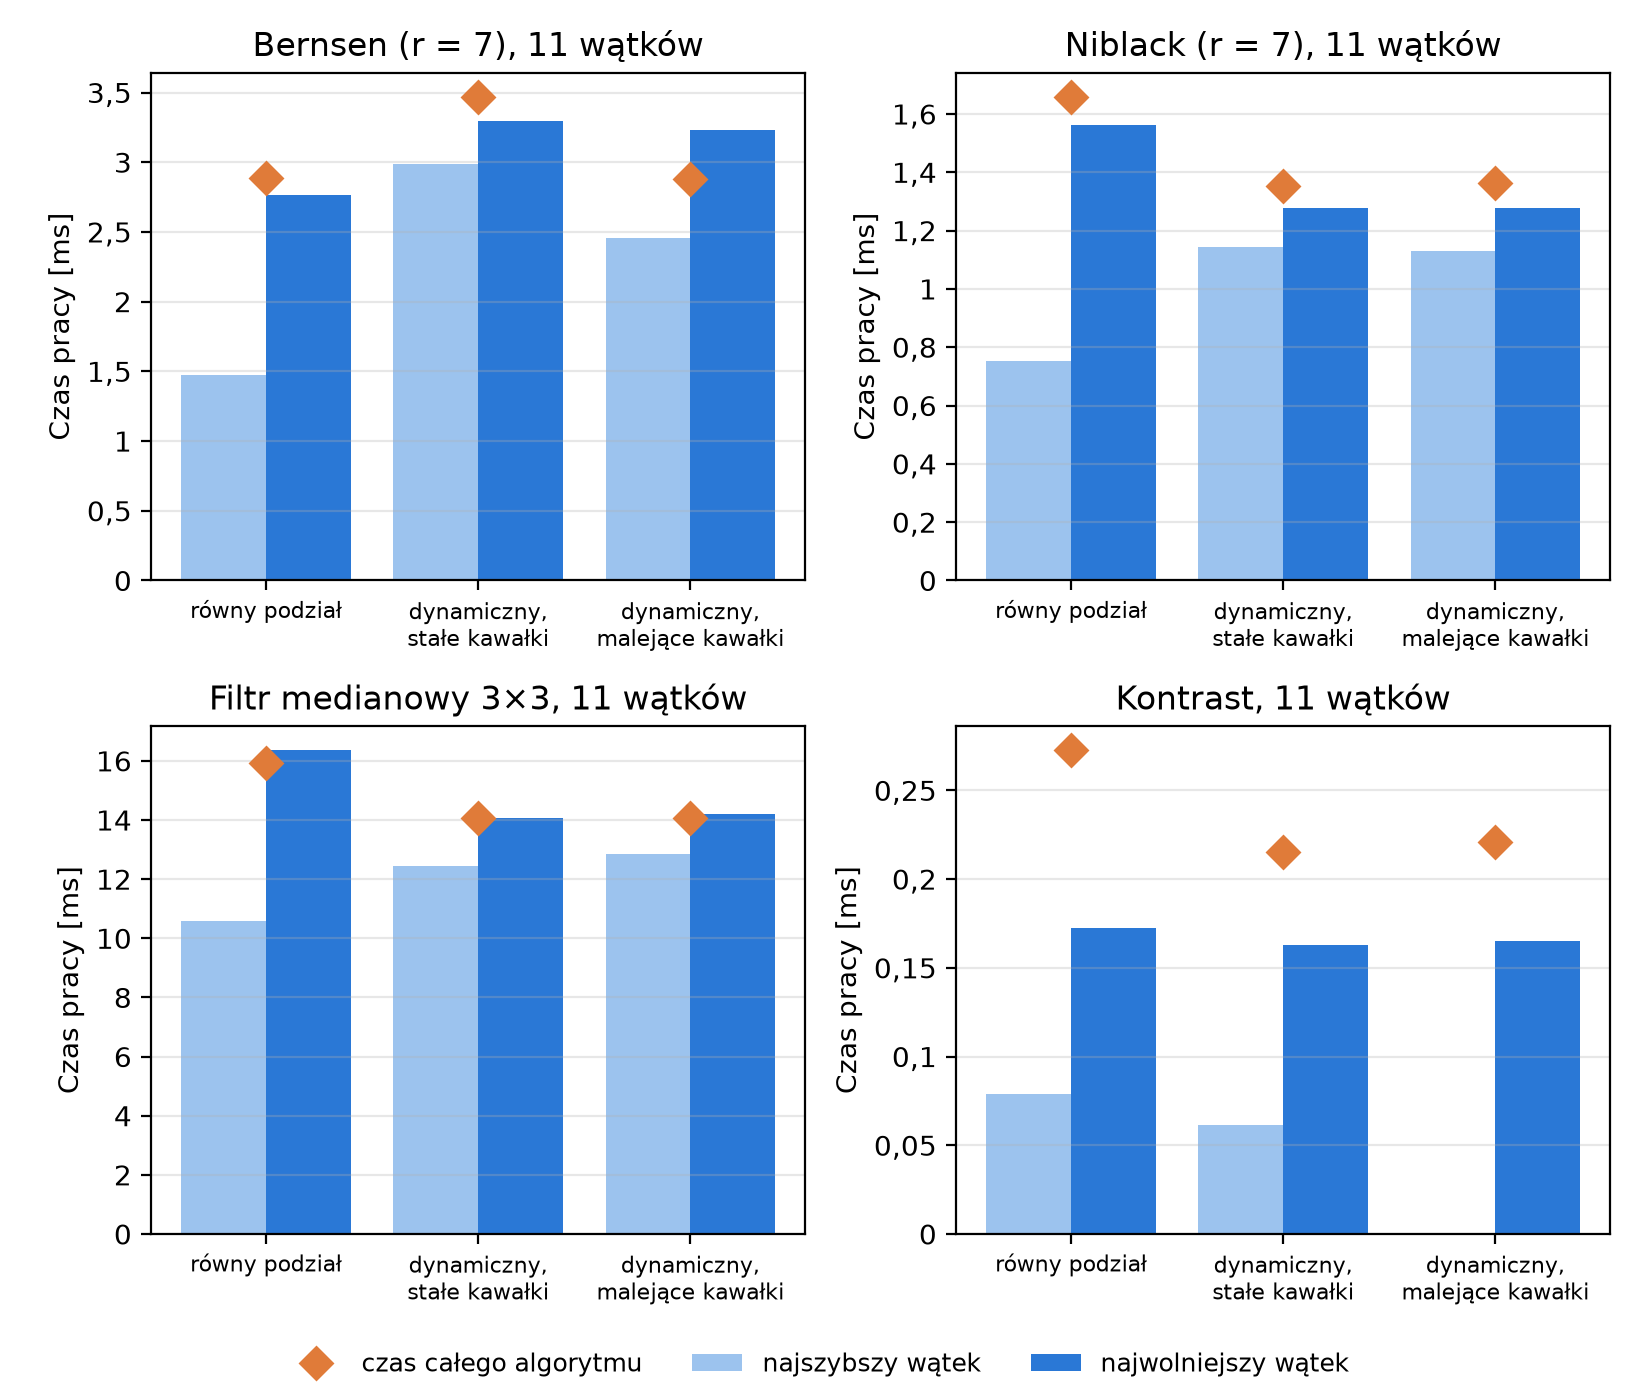 Bernsen (r = 7), 11 wątków
Czas pracy [ms]
3,5
3
2,5
2
1,5
1
0,5
0
równy podział
dynamiczny,
stałe kawałki
dynamiczny,
malejące kawałki
Niblack (r = 7), 11 wątków
Czas pracy [ms]
1,6
1,4
1,2
1
0,8
0,6
0,4
0,2
0
równy podział
dynamiczny,
stałe kawałki
dynamiczny,
malejące kawałki
Filtr medianowy 3×3, 11 wątków
Czas pracy [ms]
16
14
12
10
8
6
4
2
0
równy podział
dynamiczny,
stałe kawałki
dynamiczny,
malejące kawałki
Kontrast, 11 wątków
Czas pracy [ms]
0,25
0,2
0,15
0,1
0,05
0
równy podział
dynamiczny,
stałe kawałki
dynamiczny,
malejące kawałki
czas całego algorytmu
najszybszy wątek
najwolniejszy wątek